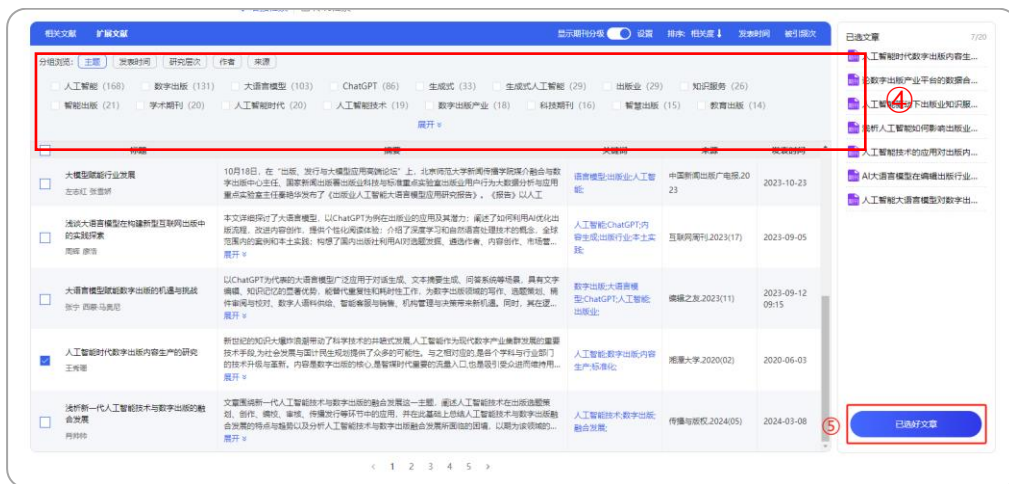 相关文献 扩展文献 显示期刊分级 设置 排序: 相关度↓ 发表时间 被引频次
分组浏览: 主题 发表时间 研究层次 作者 来源
人工智能 (168) 数字出版 (131) 大语言模型 (103) ChatGPT (86) 生成式 (33) 生成式人工智能 (29) 出版业 (29) 知识服务 (26)
智能出版 (21) 学术期刊 (20) 人工智能时代 (20) 人工智能技术 (19) 数字出版产业 (18) 科技期刊 (16) 智慧出版 (15) 教育出版 (14)
展开
标题 摘要 关键词 来源 发表时间
大模型赋能行业发展
左志红 张雪娇
10月18日，在“出版、发行与大模型应用高端论坛”上，北京师范大学新闻传播学院媒介融合与数
字出版中心主任、国家新闻出版署出版业科技与标准重点实验室出版业用户行为大数据分析与应用
重点实验室主任秦艳华发布了《出版业人工智能大语言模型应用研究报告》。《报告》以人工
语言模型;出版业;人工智
能;
中国新闻出版广电报,20
23
2023-10-23
浅谈大语言模型在构建新型互联网出版中
的实践探索
周辉 康浩
本文详细探讨了大语言模型，以ChatGPT为例在出版业的应用及其潜力；阐述了如何利用AI优化出
版流程，改进内容创作，提供个性化阅读体验；介绍了深度学习和自然语言处理技术的概念、全球
范围内的案例和本土实践；构想了国内出版社利用AI对选题发掘、遴选作者、内容创作、市场营...
展开
人工智能;ChatGPT;内
容生成;出版行业;本土实
践;
互联网周刊,2023(17)
2023-09-05
大语言模型赋能数字出版的机遇与挑战
张宁 西蒂·马奥尼
以ChatGPT为代表的大语言模型广泛应用于对话生成、文本摘要生成、问答系统等场景，具有文字
编辑、知识记忆的显著优势，能替代重复性和耗时性工作，为数字出版领域的写作、选题策划、稿
件审阅与校对、数字人语料供给、智能客服与销售、机构管理与决策带来新机遇。同时，其在逻...
展开
数字出版;大语言模
型;ChatGPT;人工智能;
出版业;
编辑之友,2023(11)
2023-09-12
09:15
人工智能时代数字出版内容生产的研究
王秀珊
新世纪的知识大爆炸浪潮带动了科学技术的井喷式发展,人工智能作为现代数字产业集群发展的重要
技术手段,为社会发展与国计民生规划提供了众多的可能性。与之相对应的,是各个学科与行业部门
的技术升级与革新。内容是数字出版的核心,是智媒时代重要的流量入口,也是吸引受众进而维持用...
展开
人工智能;数字出版;内容
生产;标准化;
湘潭大学,2020(02)
2020-06-03
浅析新一代人工智能技术与数字出版的融
合发展
肖帅帅
文章围绕新一代人工智能技术与数字出版的融合发展这一主题，阐述人工智能技术在出版选题策
划、创作、编校、审核、传播发行等环节中的应用，并在此基础上总结人工智能技术与数字出版融
合发展的特点与趋势以及分析人工智能技术与数字出版融合发展所面临的困境，以期为该领域的...
展开
人工智能技术;数字出版;
融合发展;
传播与版权,2024(05)
2024-03-08
‹ 1 2 3 4 5 ›
已选文章 7/20
人工智能时代数字出版内容生...
论数字出版产业平台的数据合...
人工智能驱动下出版业知识服...
浅析人工智能如何影响出版业...
人工智能技术的应用对出版内...
AI大语言模型在编辑出版行业...
人工智能大语言模型对数字出...
④
⑤ 已选好文章